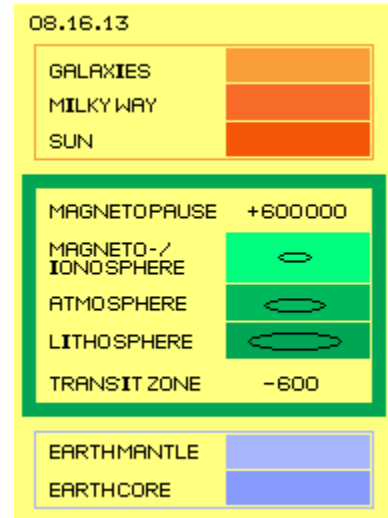 08.16.13
GALAXIES
MILKY WAY
SUN
MAGNETOPAUSE +600000
MAGNETO-/
IONOSPHERE
ATMOSPHERE
LITHOSPHERE
TRANSIT ZONE -600
EARTHMANTLE
EARTHCORE